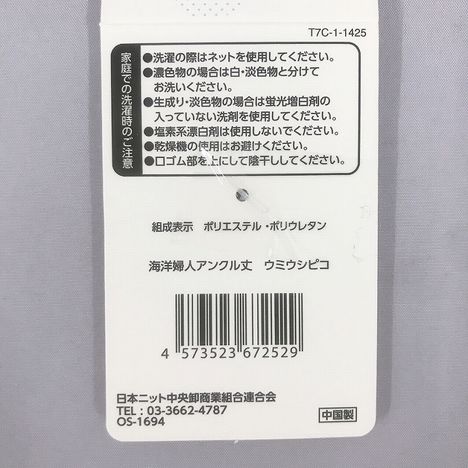 T7C-1-1425
家庭での洗濯時のご注意
●洗濯の際はネットを使用してください。
●濃色物の場合は白・淡色物と分けて
お洗いください。
●生成り・淡色物の場合は蛍光増白剤の
入っていない洗剤を使用してください。
●塩素系漂白剤は使用しないでください。
●乾燥機の使用はお避けください。
●口ゴム部を上にして陰干ししてください。
組成表示 ポリエステル・ポリウレタン
海洋婦人アンクル丈 ウミウシピコ
4 573523 672529
日本ニット中央卸商業組合連合会
TEL : 03-3662-4787
OS-1694
中国製